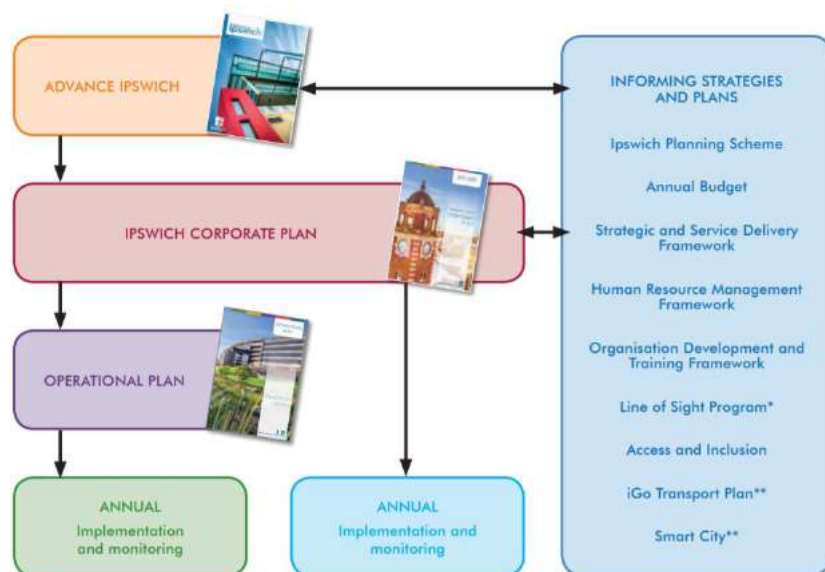 ADVANCE IPSWICH
INFORMING STRATEGIES
AND PLANS
Ipswich Planning Scheme
Annual Budget
Strategic and Service Delivery
Framework
Human Resource Management
Framework
Organisation Development and
Training Framework
Line of Sight Program*
Access and Inclusion
iGo Transport Plan**
Smart City**
IPSWICH CORPORATE PLAN
OPERATIONAL PLAN
ANNUAL
Implementation
and monitoring
ANNUAL
Implementation and
monitoring